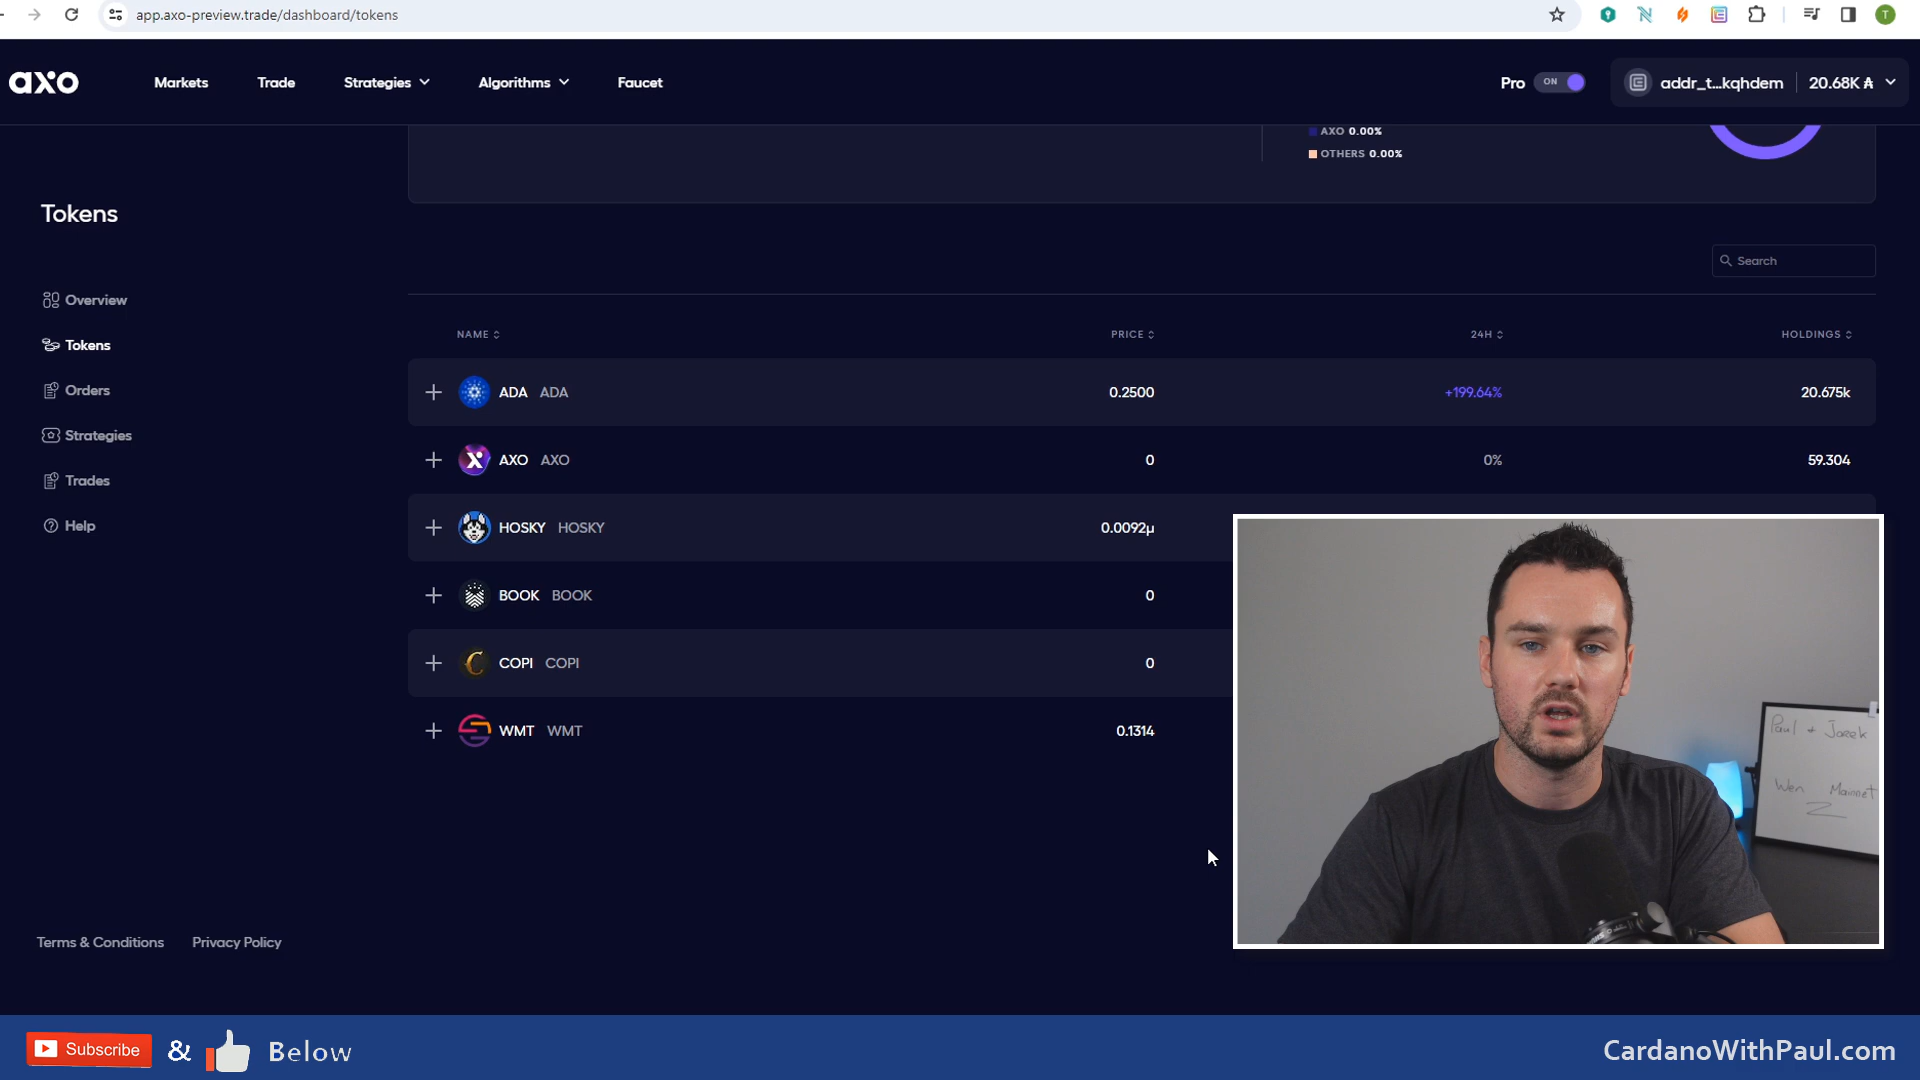 app.axo-preview.trade/dashboard/tokens
T
axo
Markets
Trade
Strategies
Algorithms
Faucet
Pro
ON
addr_t...kqhdem
20.68K ₳
AXO 0.00%
OTHERS 0.00%
Tokens
Search
Overview
Tokens
Orders
Strategies
Trades
Help
NAME
PRICE
24H
HOLDINGS
ADA ADA 0.2500 +199.64% 20.675k
AXO AXO 0 0% 59.304
HOSKY HOSKY 0.0092µ
BOOK BOOK 0
COPI COPI 0
WMT WMT 0.1314
Paul + Jarek
Wen Mainnet
Terms & Conditions
Privacy Policy
Subscribe & Below
CardanoWithPaul.com